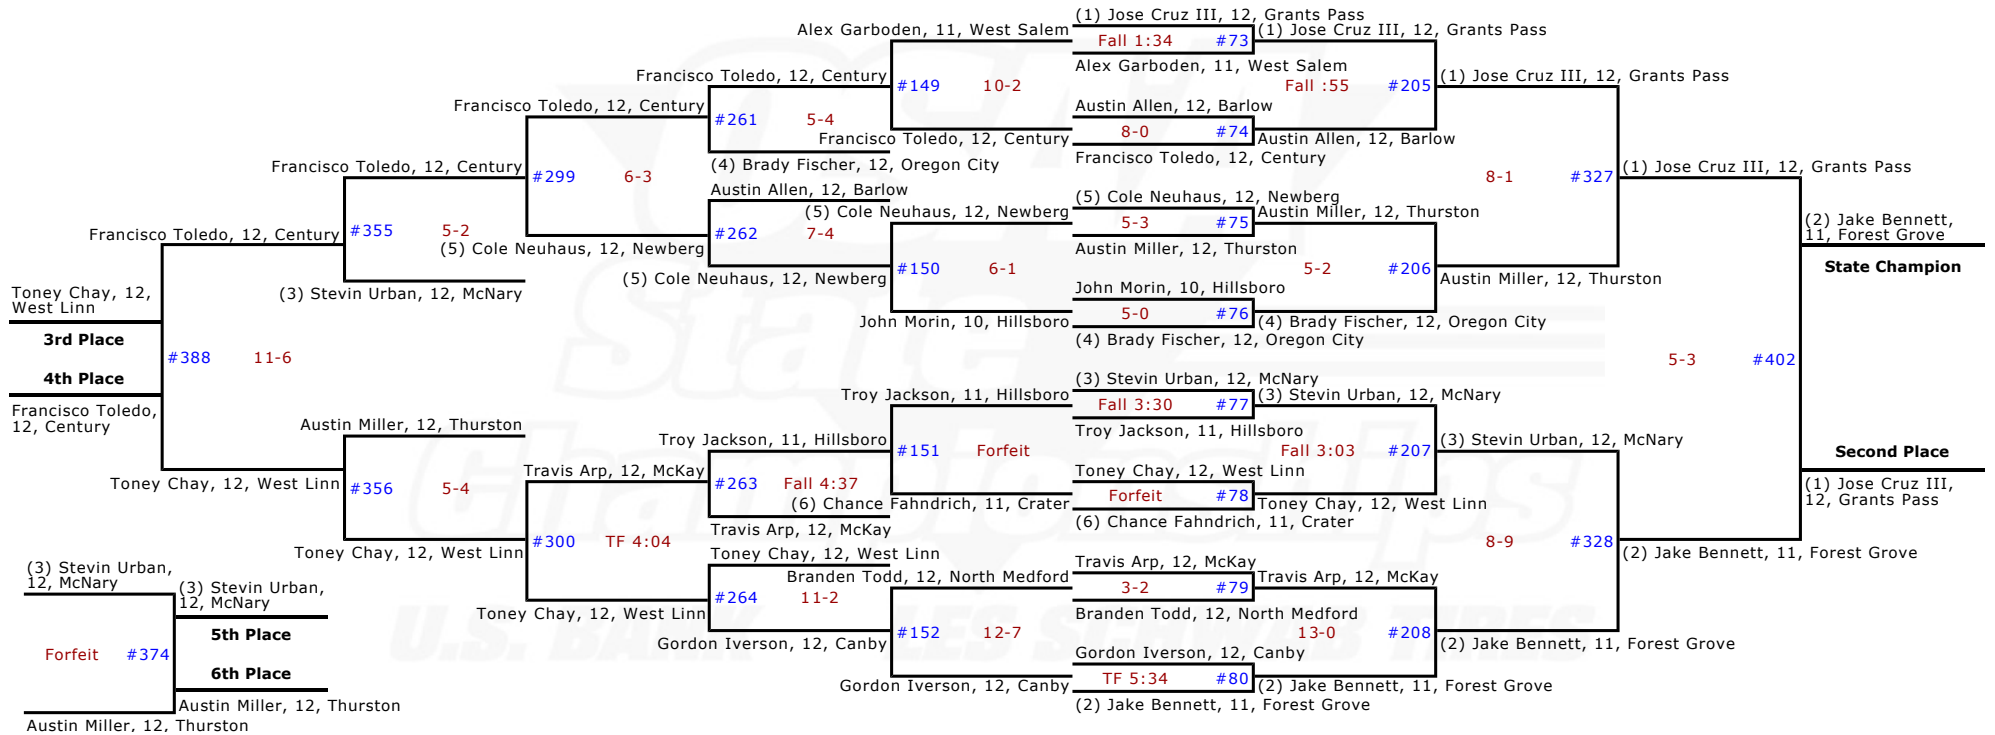 (1) Jose Cruz III, 12, Grants Pass
Alex Garboden, 11, West Salem
(1) Jose Cruz III, 12, Grants Pass
Fall 1:34 #73
Alex Garboden, 11, West Salem
Francisco Toledo, 12, Century
(1) Jose Cruz III, 12, Grants Pass
#149 10-2
Fall :55 #205
Francisco Toledo, 12, Century
Austin Allen, 12, Barlow
#261 5-4
8-0 #74
Francisco Toledo, 12, Century
Austin Allen, 12, Barlow
Francisco Toledo, 12, Century
(4) Brady Fischer, 12, Oregon City
Francisco Toledo, 12, Century
(1) Jose Cruz III, 12, Grants Pass
#299 6-3
8-1 #327
Austin Allen, 12, Barlow
(5) Cole Neuhaus, 12, Newberg
(5) Cole Neuhaus, 12, Newberg
Austin Miller, 12, Thurston
5-3 #75
(2) Jake Bennett,
11, Forest Grove
Francisco Toledo, 12, Century
#355 5-2
#262 7-4
(5) Cole Neuhaus, 12, Newberg
Austin Miller, 12, Thurston
State Champion
#150 6-1
5-2 #206
(5) Cole Neuhaus, 12, Newberg
Austin Miller, 12, Thurston
John Morin, 10, Hillsboro
Toney Chay, 12,
West Linn
(3) Stevin Urban, 12, McNary
5-0 #76
John Morin, 10, Hillsboro
(4) Brady Fischer, 12, Oregon City
3rd Place
(4) Brady Fischer, 12, Oregon City
#388 11-6
5-3 #402
4th Place
(3) Stevin Urban, 12, McNary
Troy Jackson, 11, Hillsboro
(3) Stevin Urban, 12, McNary
Fall 3:30 #77
Francisco Toledo,
12, Century
Austin Miller, 12, Thurston
Troy Jackson, 11, Hillsboro
Troy Jackson, 11, Hillsboro
(3) Stevin Urban, 12, McNary
#151 Forfeit
Fall 3:03 #207
Second Place
Travis Arp, 12, McKay
Toney Chay, 12, West Linn
Toney Chay, 12, West Linn
#356 5-4
#263 Fall 4:37
Forfeit #78
(1) Jose Cruz III,
12, Grants Pass
(6) Chance Fahndrich, 11, Crater
Toney Chay, 12, West Linn
(6) Chance Fahndrich, 11, Crater
Travis Arp, 12, McKay
#300 TF 4:04
8-9 #328
Toney Chay, 12, West Linn
Toney Chay, 12, West Linn
(2) Jake Bennett, 11, Forest Grove
Travis Arp, 12, McKay
(3) Stevin Urban,
12, McNary
Branden Todd, 12, North Medford
Travis Arp, 12, McKay
3-2 #79
(3) Stevin Urban,
12, McNary
#264 11-2
Toney Chay, 12, West Linn
Branden Todd, 12, North Medford
5th Place
#152 12-7
13-0 #208
Gordon Iverson, 12, Canby
(2) Jake Bennett, 11, Forest Grove
Forfeit #374
Gordon Iverson, 12, Canby
6th Place
TF 5:34 #80
Gordon Iverson, 12, Canby
(2) Jake Bennett, 11, Forest Grove
Austin Miller, 12, Thurston
(2) Jake Bennett, 11, Forest Grove
Austin Miller, 12, Thurston
OSAA
State
Championships
U.S. BANK LES SCHWAB TIRES